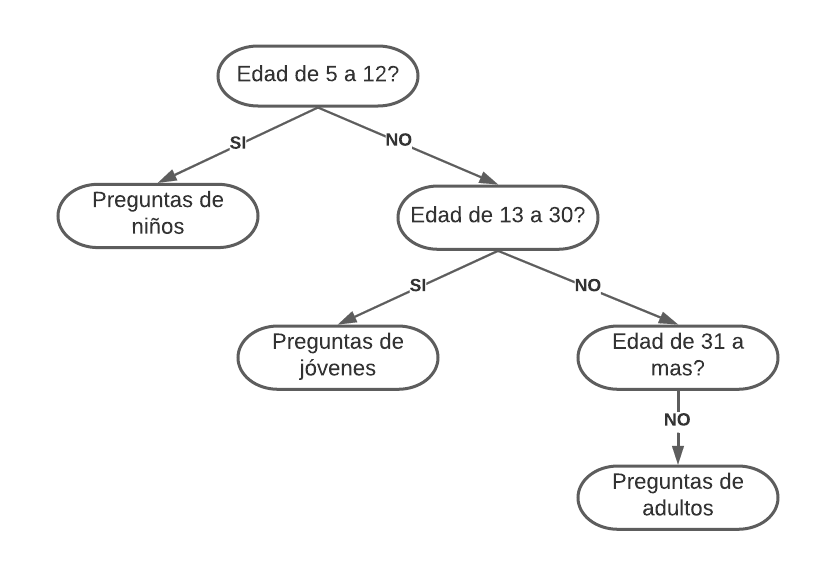 Edad de 5 a 12?
SI
NO
Preguntas de
niños
Edad de 13 a 30?
SI
NO
Preguntas de
jóvenes
Edad de 31 a
mas?
NO
Preguntas de
adultos